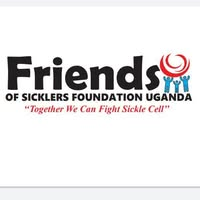 Friends
OF SICKLERS FOUNDATION UGANDA
"Together We Can Fight Sickle Cell"